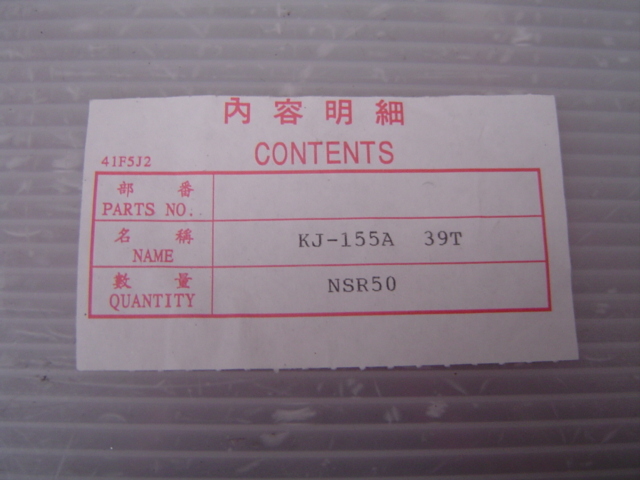 內容明細
CONTENTS
41F5J2
部番
PARTS NO.
名稱
NAME
KJ-155A 39T
數量
QUANTITY
NSR50